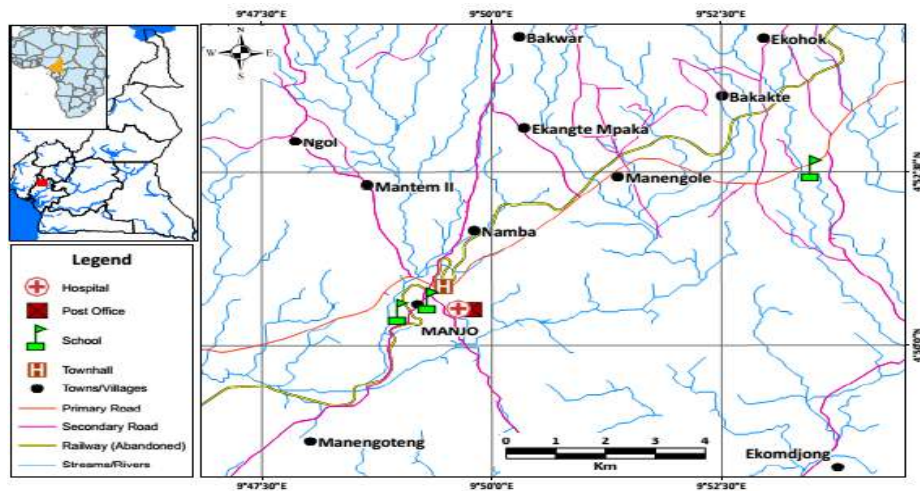 9°47'30"E 9°50'0"E 9°52'30"E
N
W E
S
Bakwar
Ekohok
Bakakte
Ekangte Mpaka
Ngol
Mantem II
Manengole
Namba
H
MANJO
Manengoteng
Ekomdjong
0 1 2 3 4
Km
9°47'30"E 9°50'0"E 9°52'30"E
Legend
Hospital
Post Office
School
H Townhall
Towns/Villages
Primary Road
Secondary Road
Railway (Abandoned)
Streams/Rivers